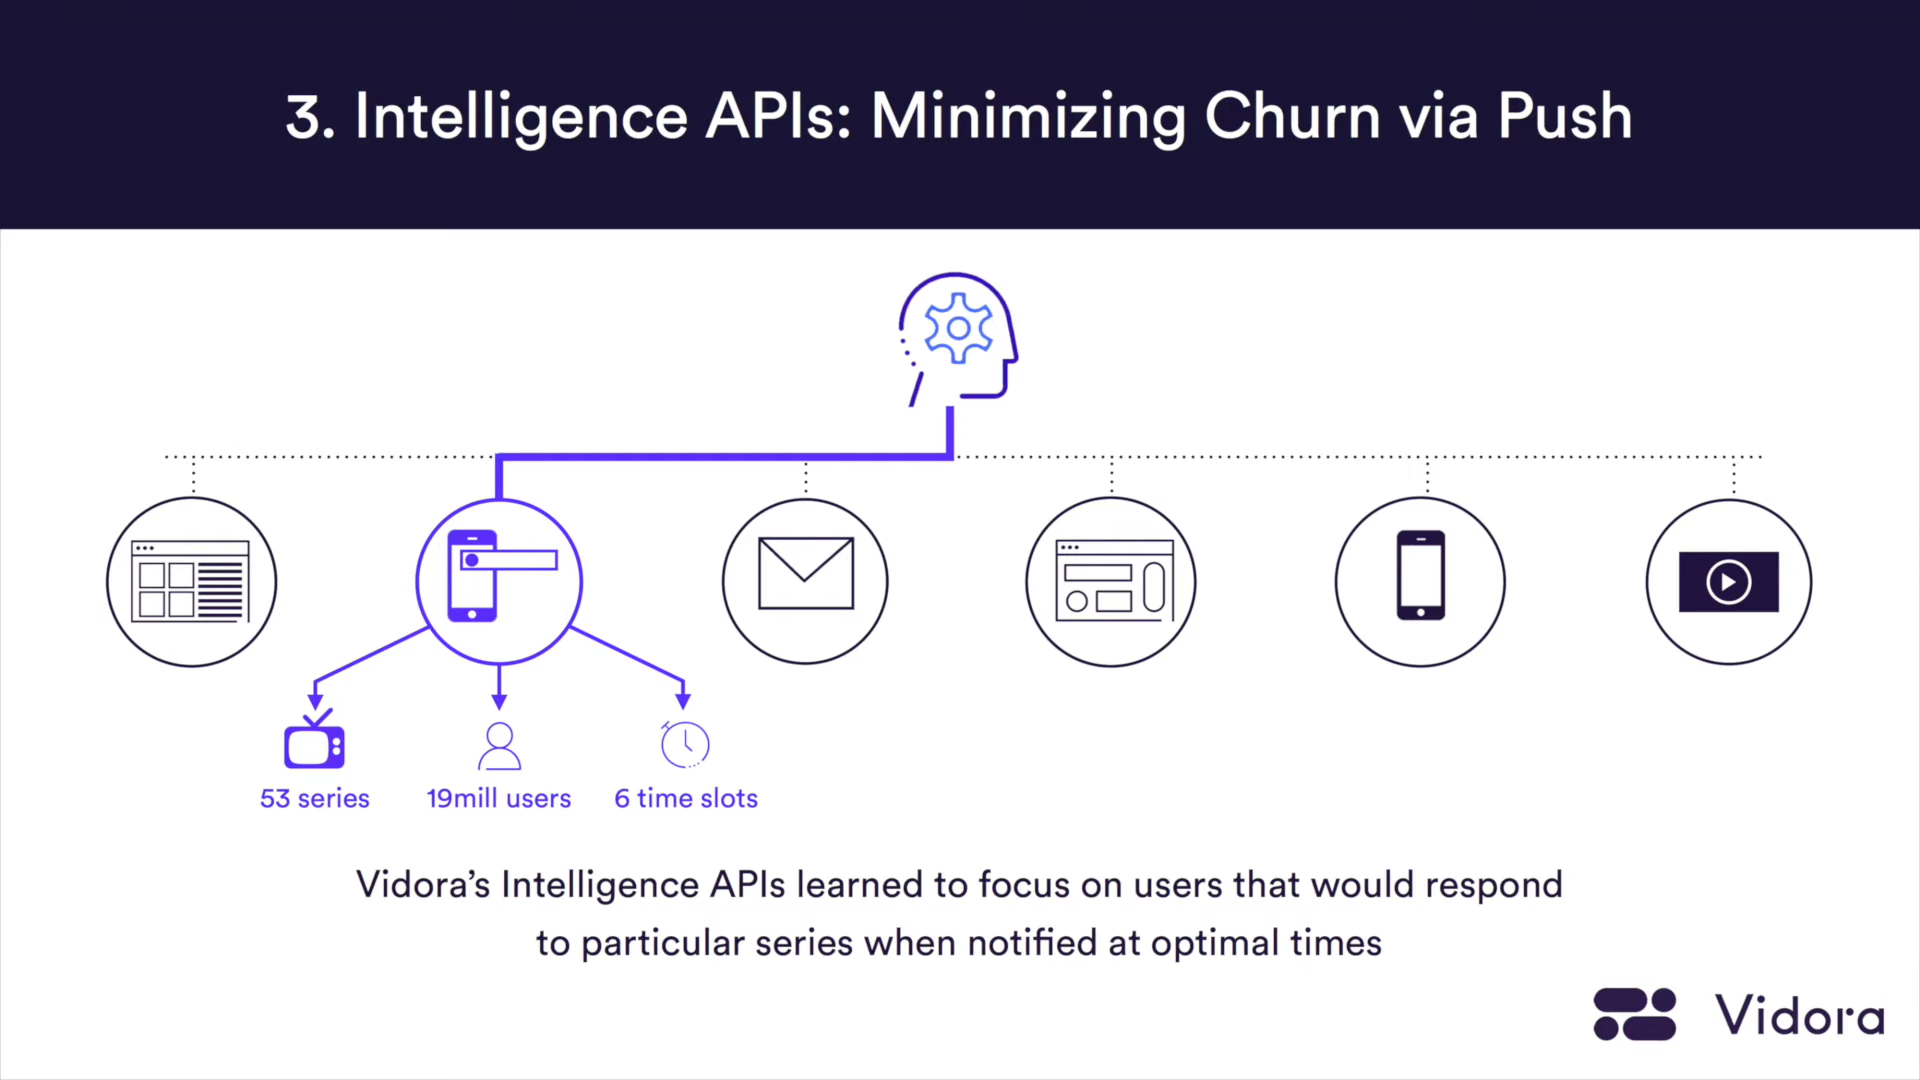 3. Intelligence APIs: Minimizing Churn via Push
53 series
19mill users
6 time slots
Vidora’s Intelligence APIs learned to focus on users that would respond
to particular series when notified at optimal times
Vidora